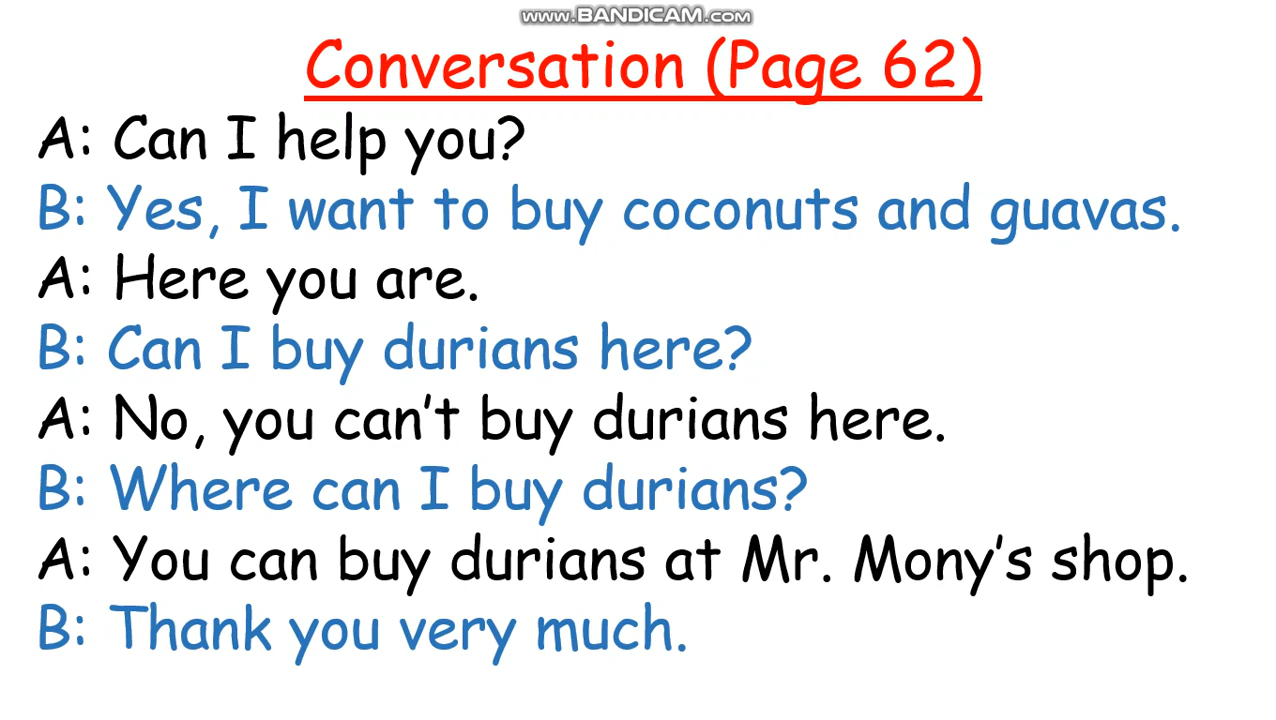 www.BANDICAM.com
Conversation (Page 62)
A: Can I help you?
B: Yes, I want to buy coconuts and guavas.
A: Here you are.
B: Can I buy durians here?
A: No, you can’t buy durians here.
B: Where can I buy durians?
A: You can buy durians at Mr. Mony’s shop.
B: Thank you very much.